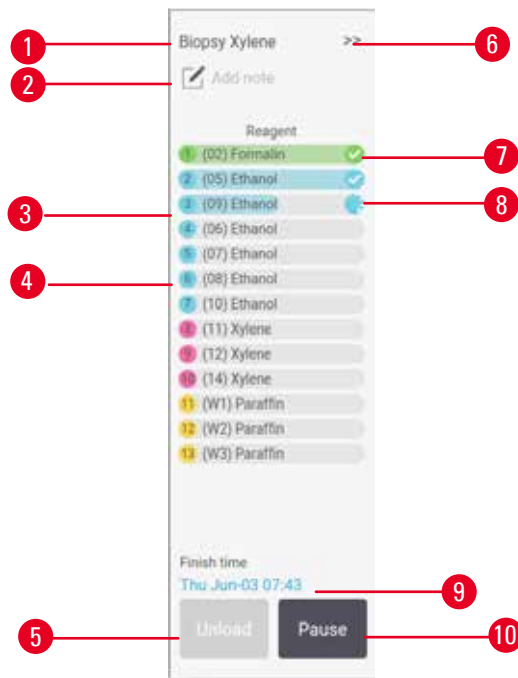 1 Biopsy Xylene >> 6
2 Add note
Reagent
1 (02) Formalin 7
2 (05) Ethanol
3 3 (09) Ethanol 8
4 (06) Ethanol
5 (07) Ethanol
4 6 (08) Ethanol
7 (10) Ethanol
8 (11) Xylene
9 (12) Xylene
10 (14) Xylene
11 (W1) Paraffin
12 (W2) Paraffin
13 (W3) Paraffin
Finish time
Thu Jun-03 07:43 9
5 Unload Pause 10